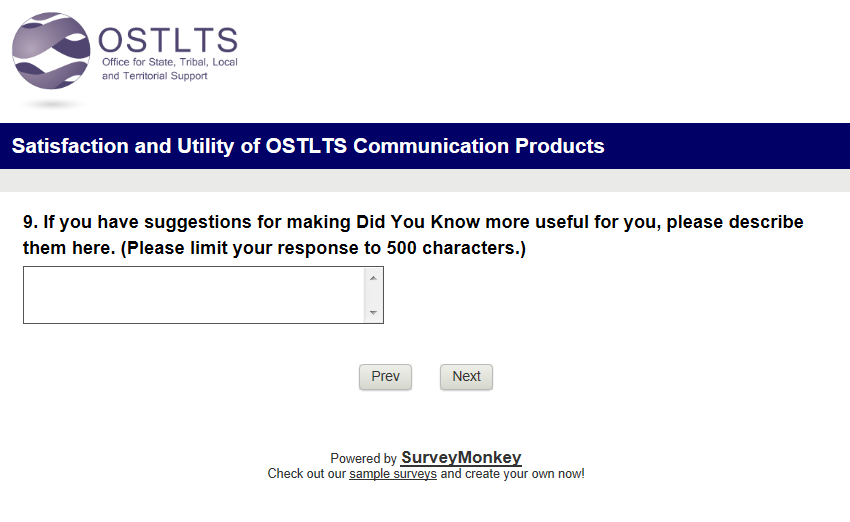 OSTLTS
Office for State, Tribal, Local
and Territorial Support
Satisfaction and Utility of OSTLTS Communication Products
9. If you have suggestions for making Did You Know more useful for you, please describe
them here. (Please limit your response to 500 characters.)
Prev Next
Powered by SurveyMonkey
Check out our sample surveys and create your own now!